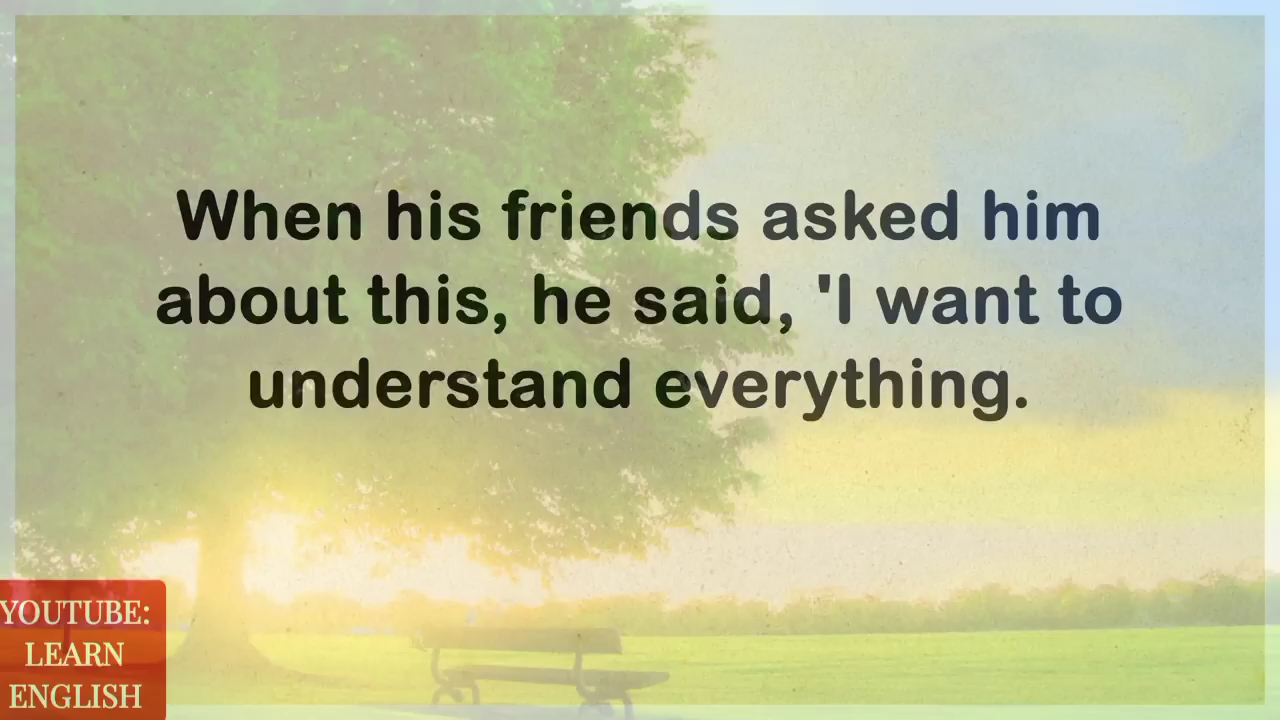 When his friends asked him
about this, he said, 'I want to
understand everything.
YOUTUBE:
LEARN
ENGLISH